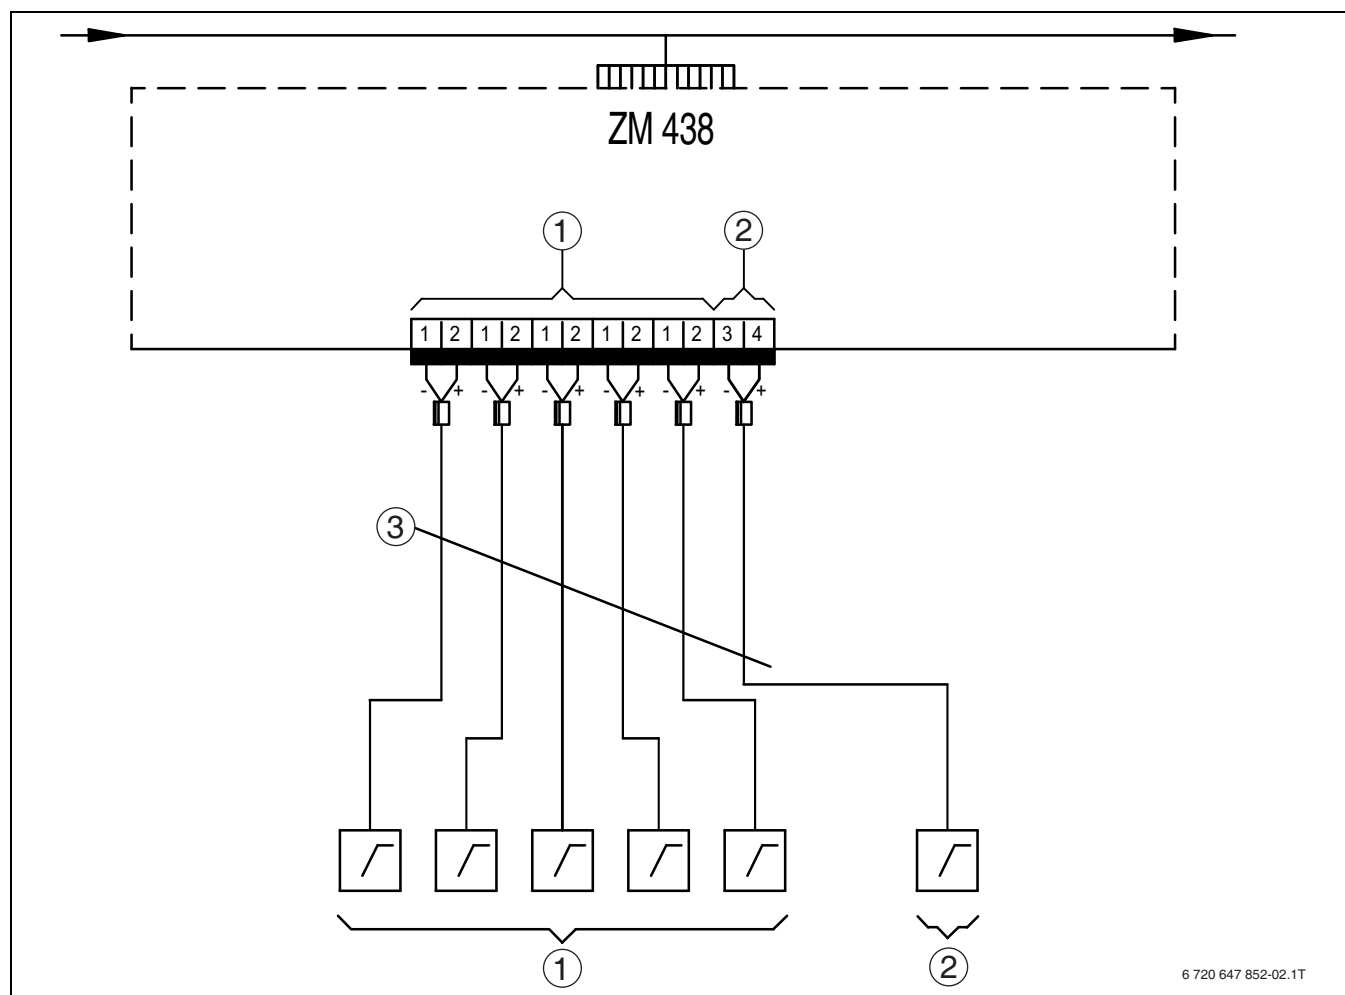 ZM 438
1 2
1 2 1 2 1 2 1 2 1 2 3 4
- + - + - + - + - + - +
3
1 2
6 720 647 852-02.1T